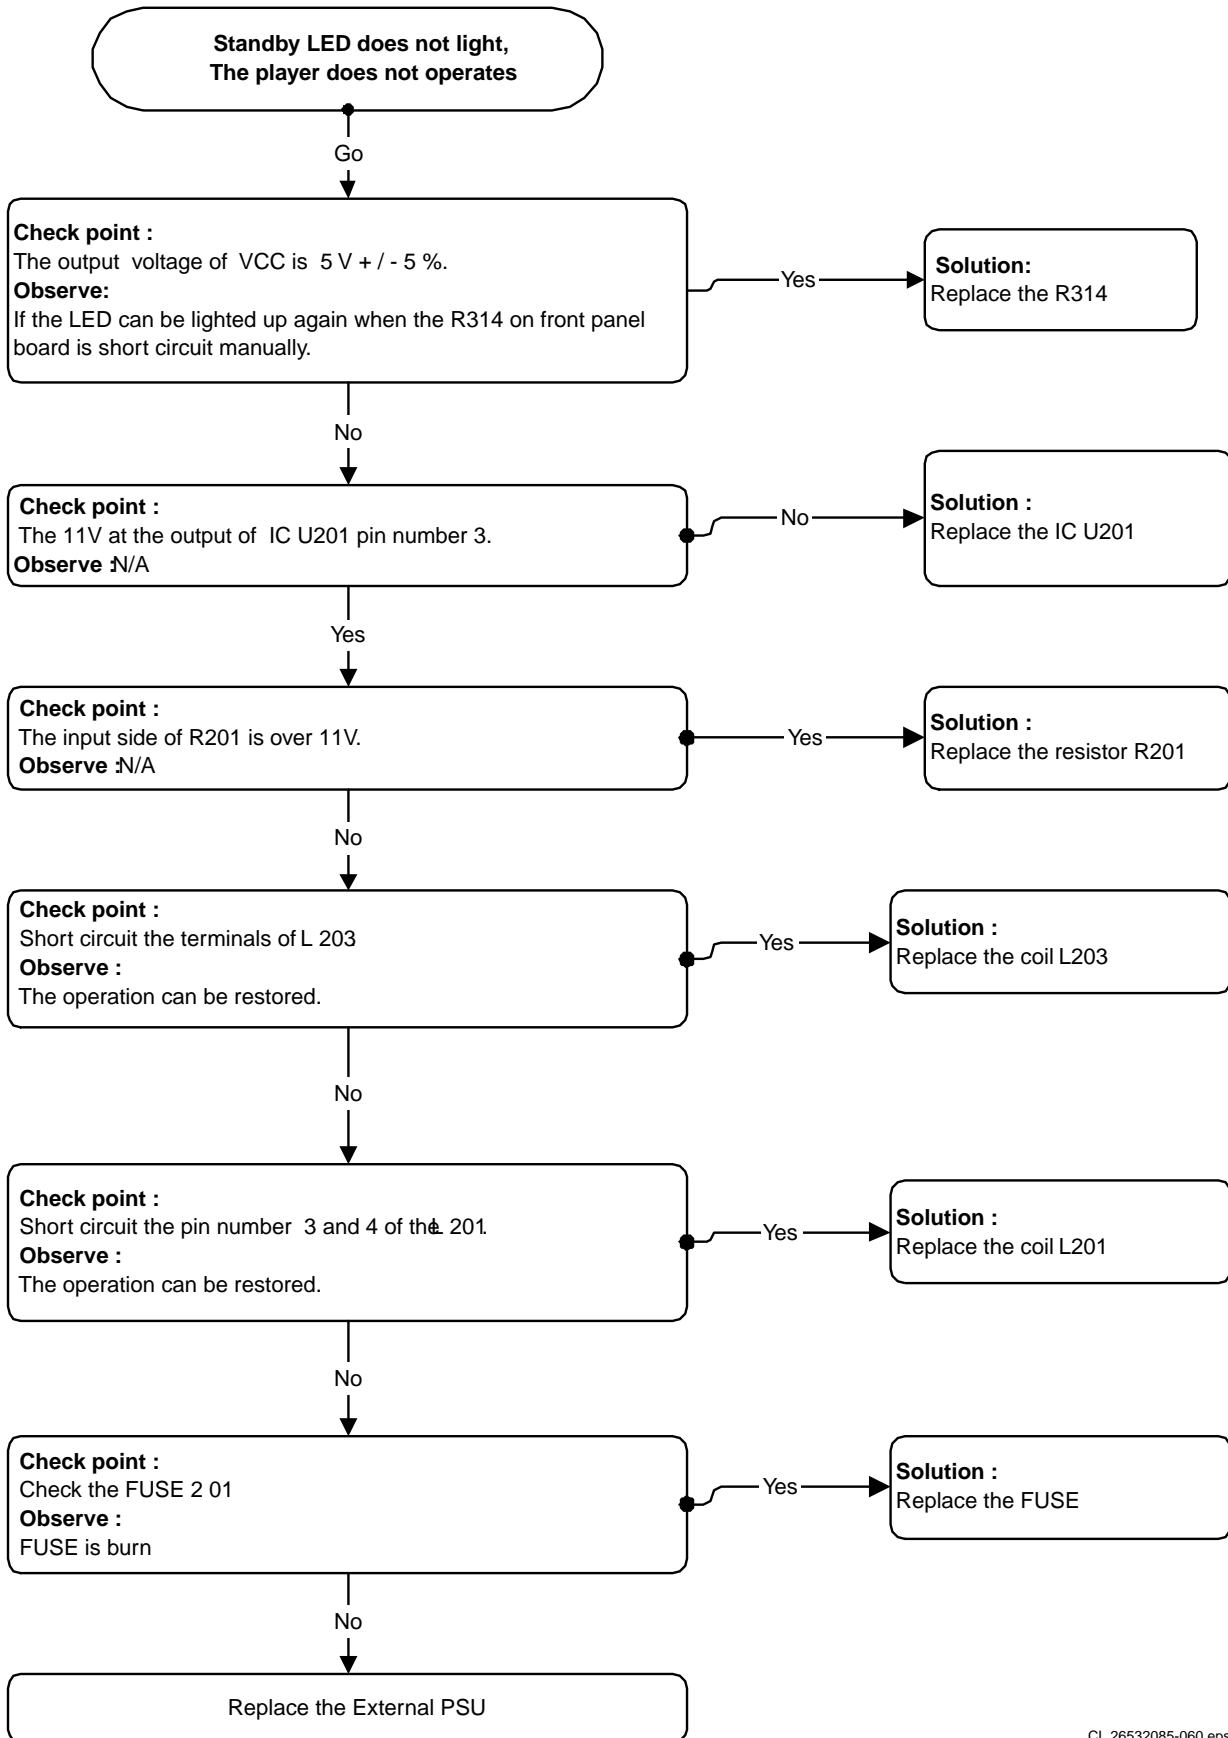 Standby LED does not light,
The player does not operates
Go
Check point :
The output voltage of VCC is 5 V + / - 5 %.
Observe:
If the LED can be lighted up again when the R314 on front panel
board is short circuit manually.
Yes
Solution:
Replace the R314
No
Check point :
The 11V at the output of IC U201 pin number 3.
Observe :N/A
No
Solution :
Replace the IC U201
Yes
Check point :
The input side of R201 is over 11V.
Observe :N/A
Yes
Solution :
Replace the resistor R201
No
Check point :
Short circuit the terminals of L 203.
Observe :
The operation can be restored.
Yes
Solution :
Replace the coil L203
No
Check point :
Short circuit the pin number 3 and 4 of the L 201.
Observe :
The operation can be restored.
Yes
Solution :
Replace the coil L201
No
Check point :
Check the FUSE 2 01
Observe :
FUSE is burn
Yes
Solution :
Replace the FUSE
No
Replace the External PSU
CL 26532085-060.eps